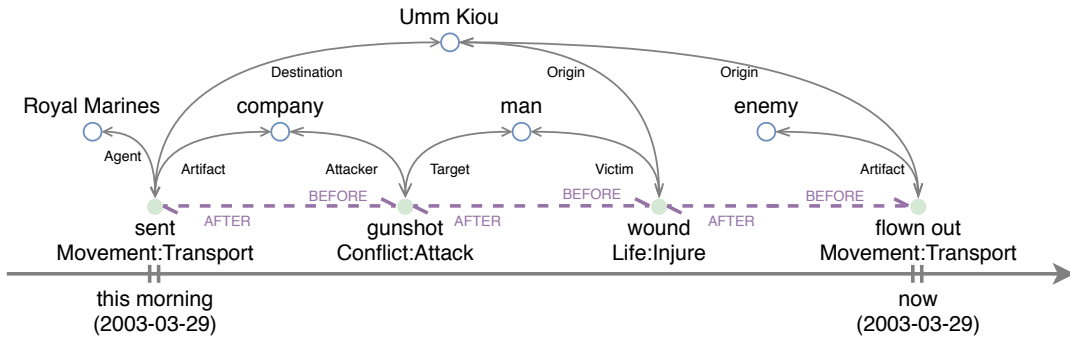 Umm Kiou
Destination
Origin
Origin
Royal Marines
company
man
enemy
Agent
Artifact
Attacker
Target
Victim
Artifact
BEFORE
BEFORE
BEFORE
AFTER
AFTER
AFTER
sent
Movement:Transport
gunshot
Conflict:Attack
wound
Life:Injure
flown out
Movement:Transport
this morning
(2003-03-29)
now
(2003-03-29)